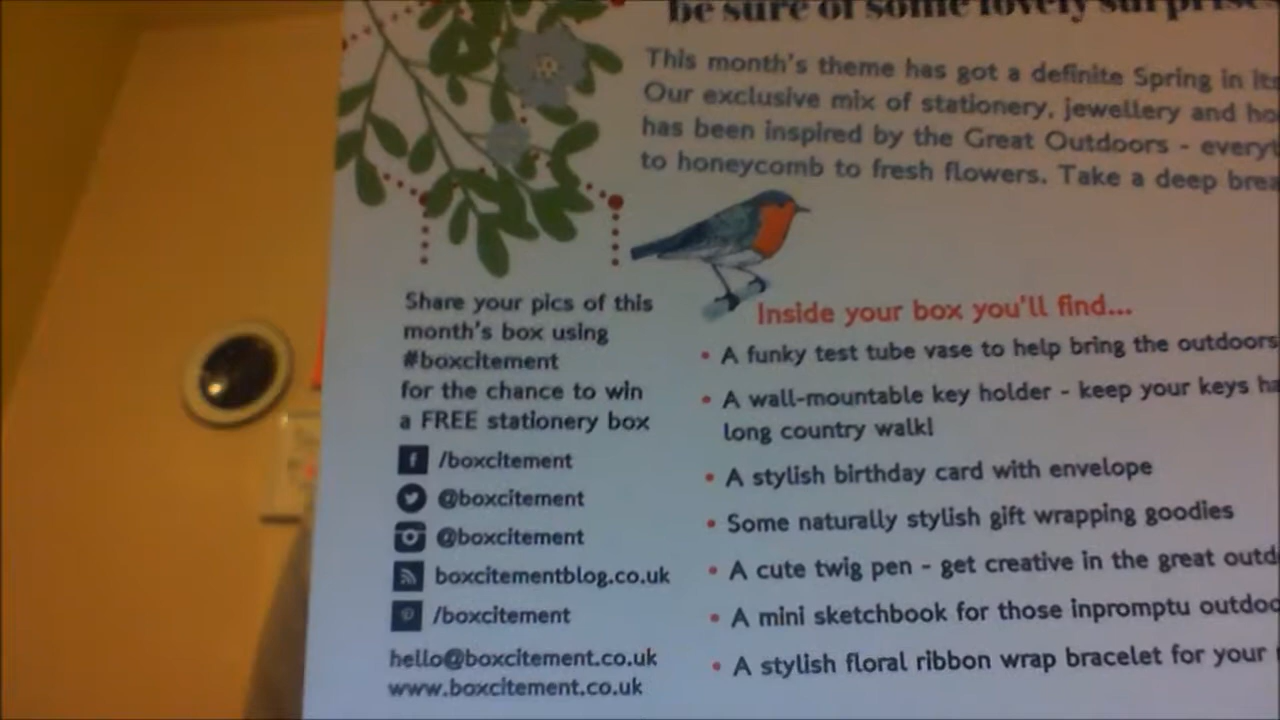 be sure of some lovely
This month's theme has got a definite Spring in
Our exclusive mix of stationery, jewellery and
has been inspired by the Great Outdoors -
to honeycomb to fresh flowers. Take a deep
Share your pics of this
month's box using
#boxcitement
for the chance to win
a FREE stationery box
/boxcitement
@boxcitement
@boxcitement
boxcitementblog.co.uk
/boxcitement
hello@boxcitement.co.uk
www.boxcitement.co.uk
Inside your box you'll find...
• A funky test tube vase to help bring the outdoors
• A wall-mountable key holder - keep your keys
long country walk!
• A stylish birthday card with envelope
• Some naturally stylish gift wrapping goodies
• A cute twig pen - get creative in the great
• A mini sketchbook for those inpromptu
• A stylish floral ribbon wrap bracelet for your